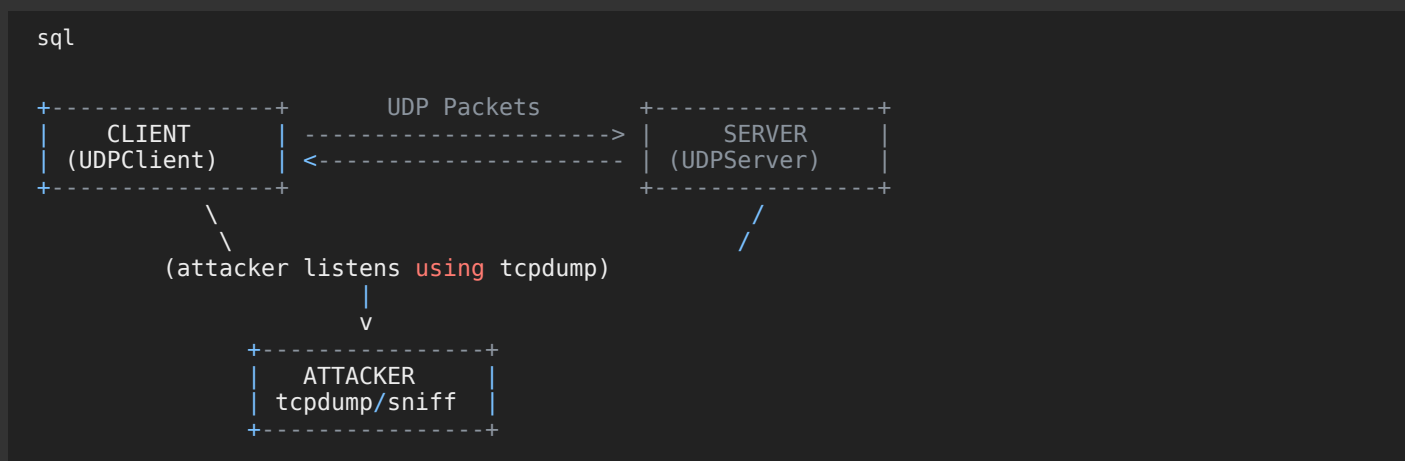 sql
+----------------+       UDP Packets       +----------------+
|     CLIENT      | ----------------------> |     SERVER     |
| (UDPClient)    | <---------------------- | (UDPServer)    |
+-----------------+                         +-----------------+
\                                      /
\                                    /
(attacker listens using tcpdump)
|
v
+----------------+
|   ATTACKER     |
| tcpdump/sniff  |
+----------------+